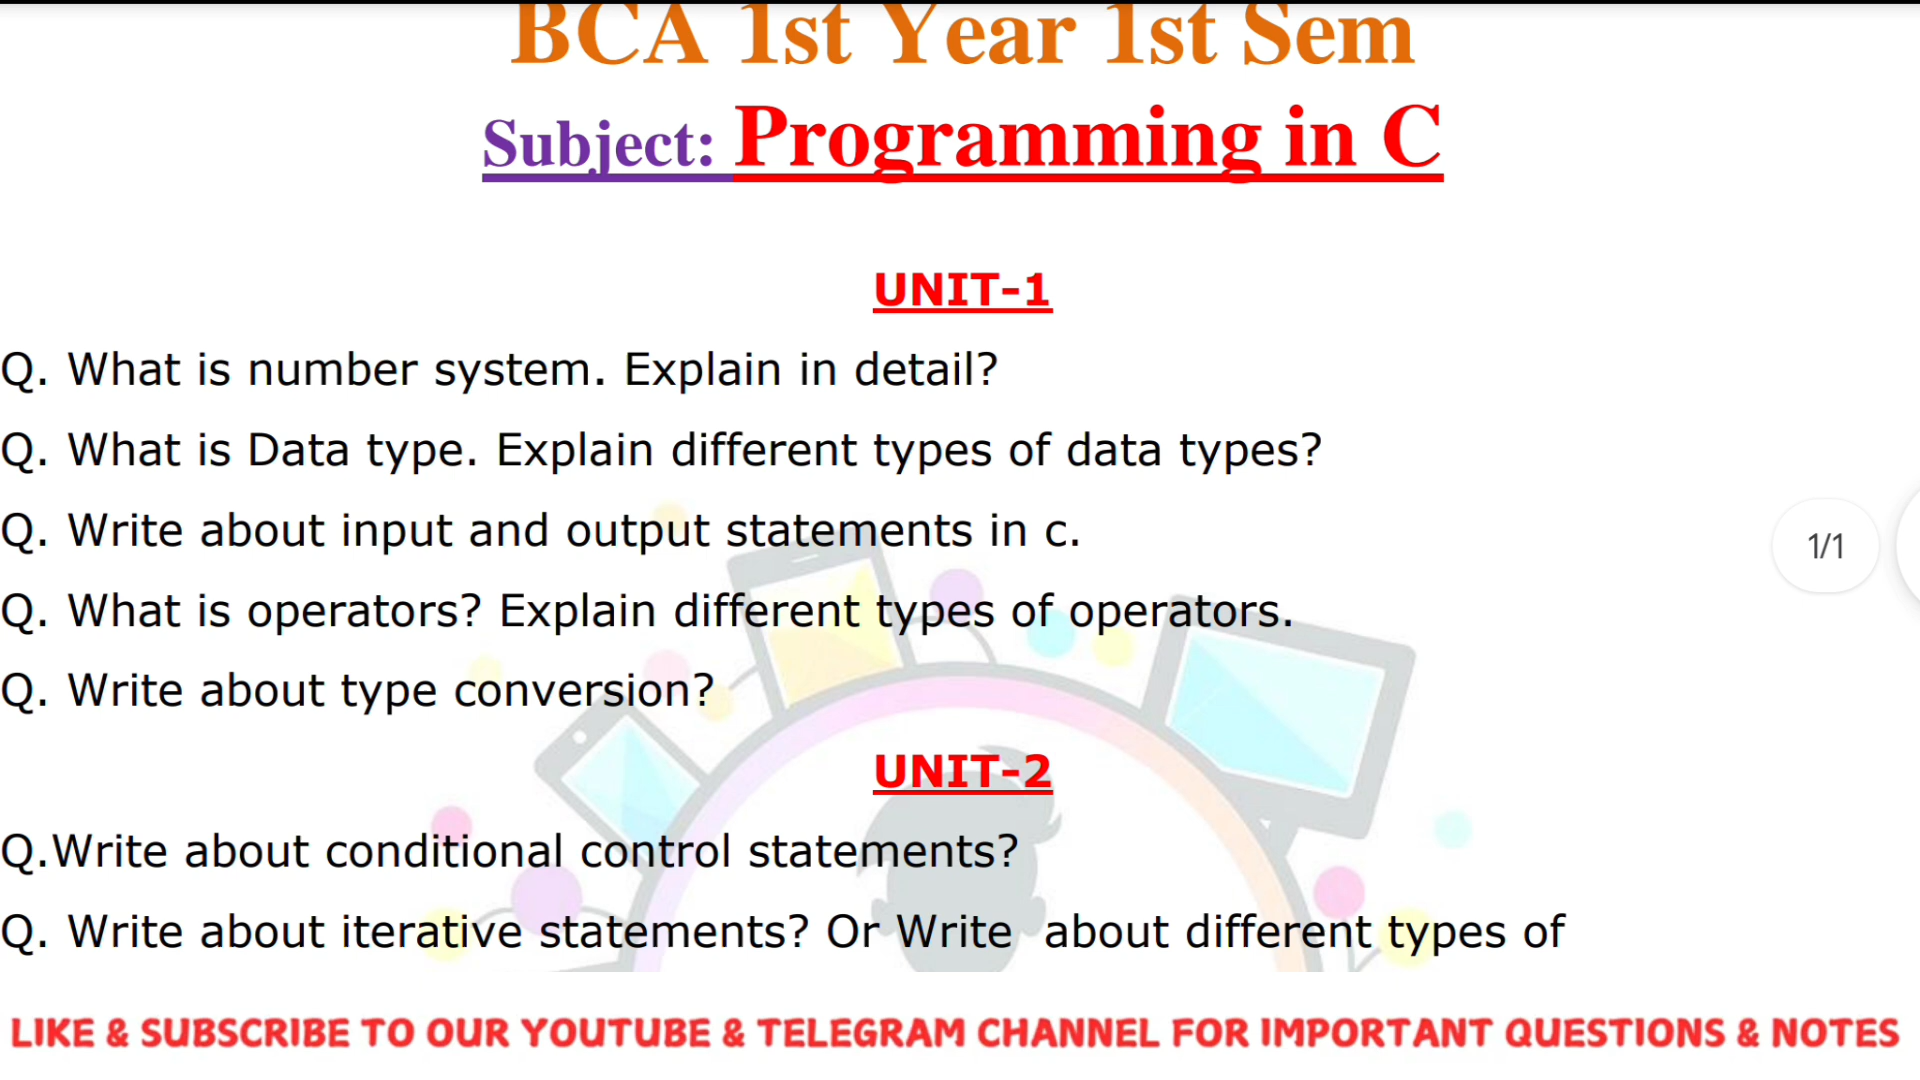 BCA 1st Year 1st Sem
Subject: Programming in C
UNIT-1
Q. What is number system. Explain in detail?
Q. What is Data type. Explain different types of data types?
Q. Write about input and output statements in c.
1/1
Q. What is operators? Explain different types of operators.
Q. Write about type conversion?
UNIT-2
Q.Write about conditional control statements?
Q. Write about iterative statements? Or Write about different types of
LIKE & SUBSCRIBE TO OUR YOUTUBE & TELEGRAM CHANNEL FOR IMPORTANT QUESTIONS & NOTES